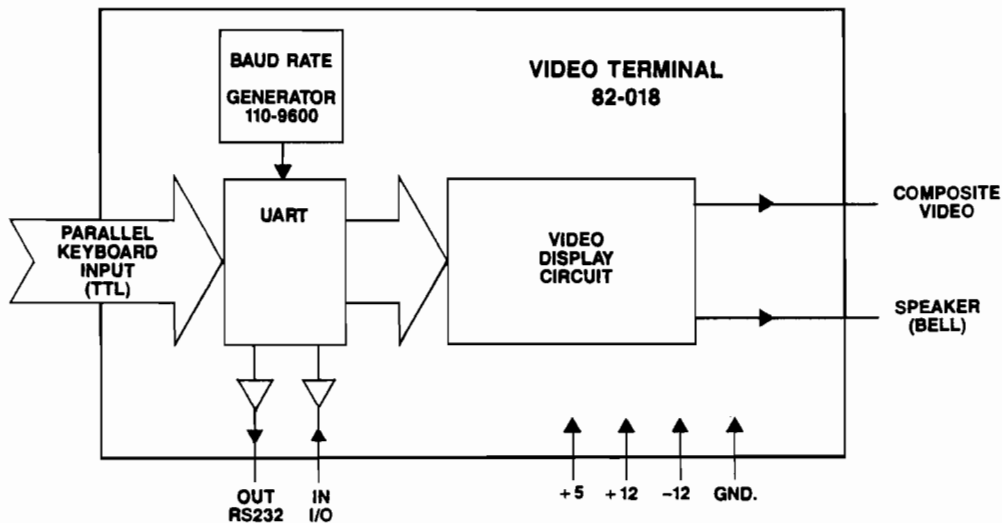 BAUD RATE
GENERATOR
110-9600
VIDEO TERMINAL
82-018
PARALLEL
KEYBOARD
INPUT
(TTL)
UART
VIDEO
DISPLAY
CIRCUIT
COMPOSITE
VIDEO
SPEAKER
(BELL)
OUT
RS232
IN
I/O
+5
+12
-12
GND.